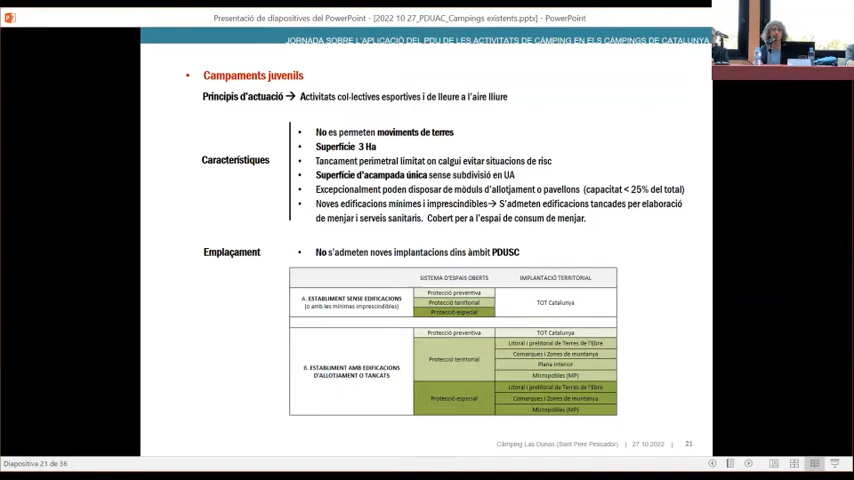 Presentació de diapositives del PowerPoint - [2022 10 27_PDUAC_Campings existents.pptx] - PowerPoint
JORNADA SOBRE L'APLICACIÓ DEL PDU DE LES ACTIVITATS DE CÀMPING EN ELS CÀMPINGS DE CATALUNYA
• Campaments juvenils
Principis d'actuació → Activitats col·lectives esportives i de lleure a l'aire lliure
Característiques
• No es permeten moviments de terres
• Superfície 3 Ha
• Tancament perimetral limitat on calgui evitar situacions de risc
• Superfície d'acampada única sense subdivisió en UA
• Excepcionalment poden disposar de mòduls d'allotjament o pavellons (capacitat < 25% del total)
• Noves edificacions mínimes i imprescindibles→ S'admeten edificacions tancades per elaboració
de menjar i serveis sanitaris. Cobert per a l'espai de consum de menjar.
Emplaçament
• No s'admeten noves implantacions dins àmbit PDUSC
SISTEMA D'ESPAIS OBERTS IMPLANTACIÓ TERRITORIAL
A. ESTABLIMENT SENSE EDIFICACIONS
(o amb les mínimes imprescindibles)
Protecció preventiva
Protecció territorial
Protecció especial
TOT Catalunya
B. ESTABLIMENT AMB EDIFICACIONS
D'ALLOTJAMENT O TANCATS
Protecció preventiva TOT Catalunya
Protecció territorial
Litoral i prelitoral de Terres de l'Ebre
Comarques i Zones de muntanya
Plana Interior
Micropobles (MP)
Protecció especial
Litoral i prelitoral de Terres de l'Ebre
Comarques i Zones de muntanya
Micropobles (MP)
Càmping Las Dunas (Sant Pere Pescador) | 27.10.2022 | 21
Diapositiva 21 de 36